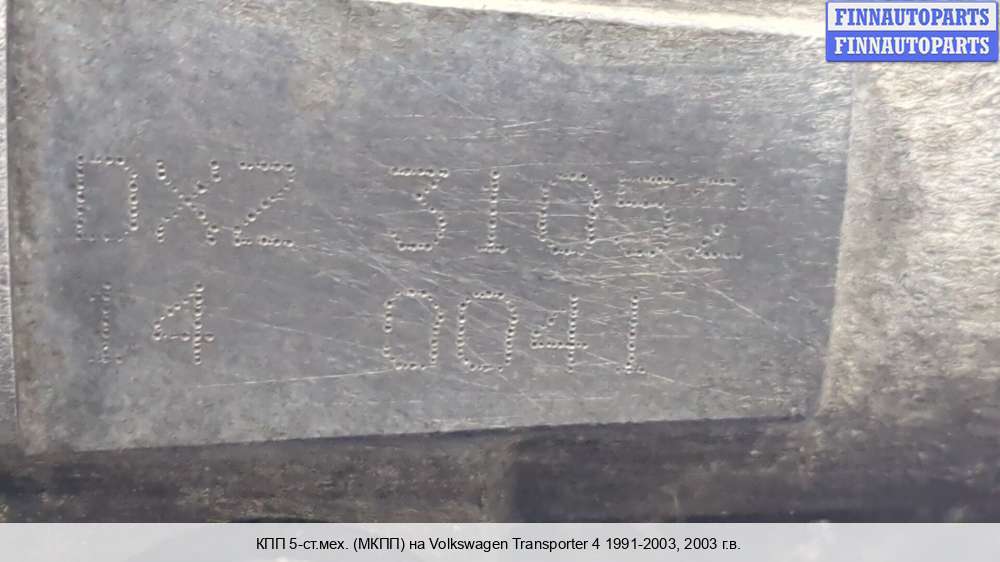 FINNAUTOPARTS
FINNAUTOPARTS
DXZ 31052
14 0041
КПП 5-ст.мех. (МКПП) на Volkswagen Transporter 4 1991-2003, 2003 г.в.